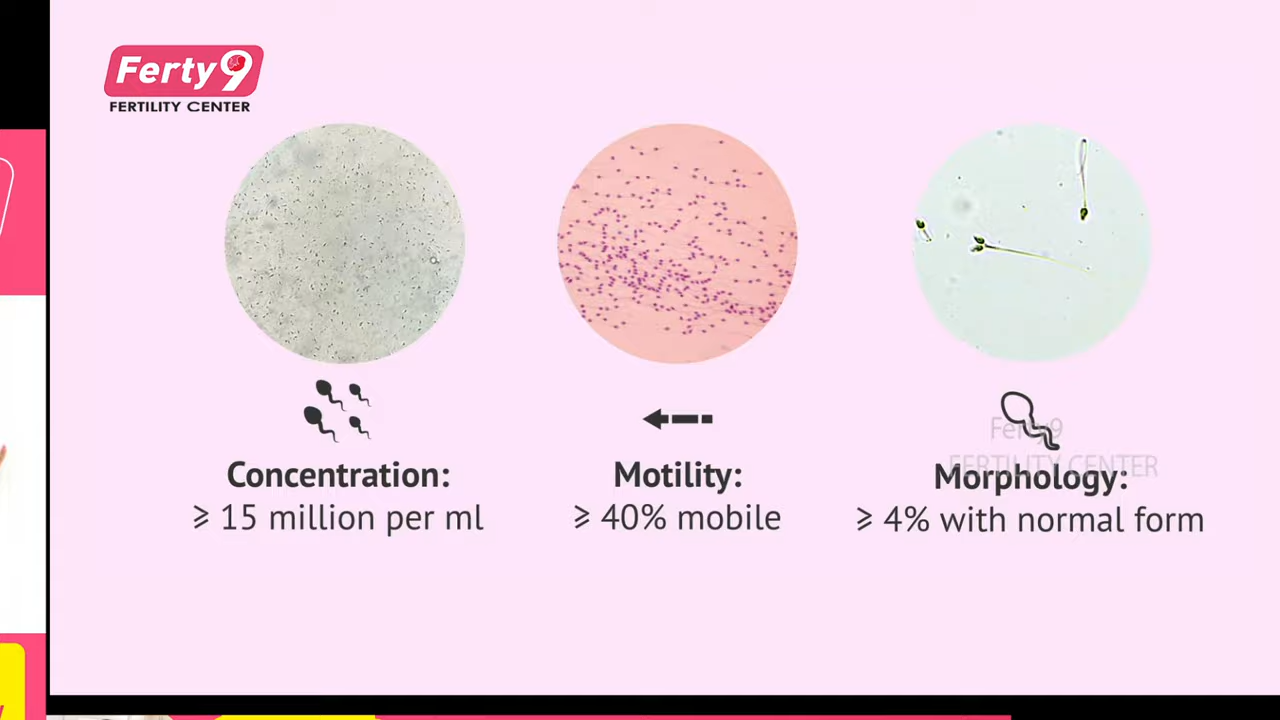 Ferty9
FERTILITY CENTER
Concentration:
⩾ 15 million per ml
Motility:
⩾ 40% mobile
Ferty9
FERTILITY CENTER
Morphology:
⩾ 4% with normal form